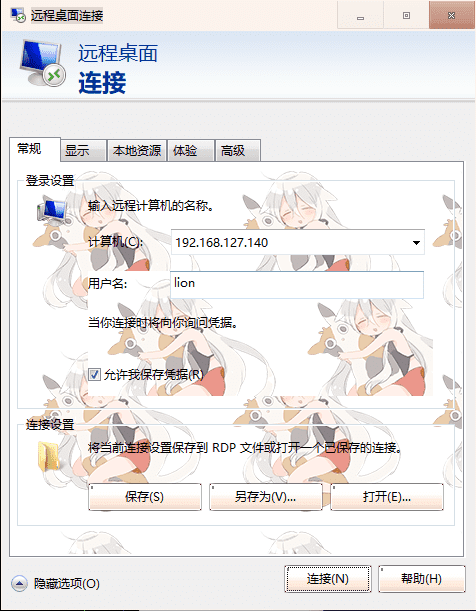 远程桌面连接
远程桌面
连接
常规 显示 本地资源 体验 高级
登录设置
输入远程计算机的名称。
计算机(C): 192.168.127.140
用户名: lion
当你连接时将向你询问凭据。
允许我保存凭据(R)
连接设置
将当前连接设置保存到 RDP 文件或打开一个已保存的连接。
保存(S) 另存为(V)... 打开(E)...
隐藏选项(O) 连接(N) 帮助(H)